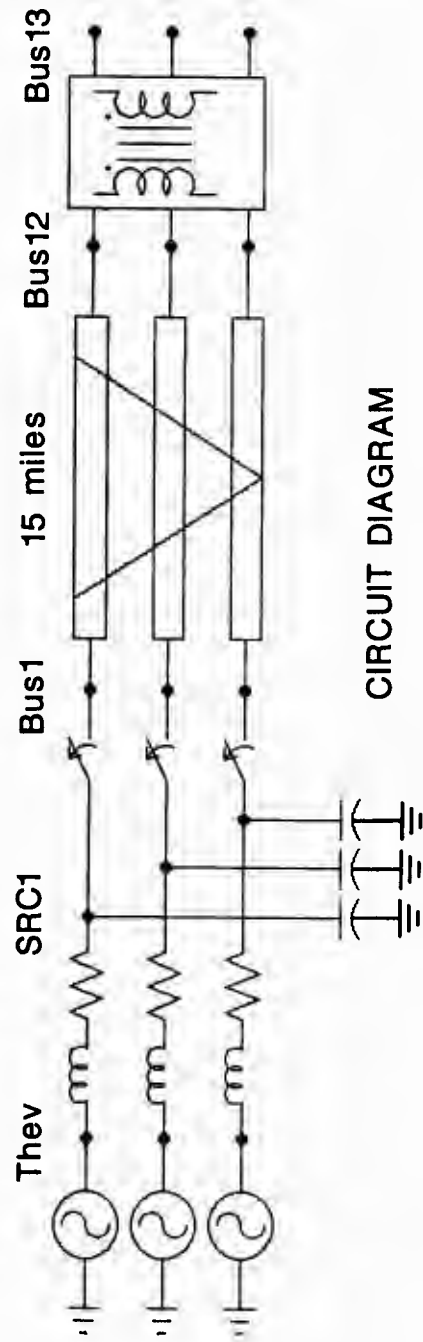 Thev
SRC1
Bus1
15 miles
Bus12
Bus13
CIRCUIT DIAGRAM